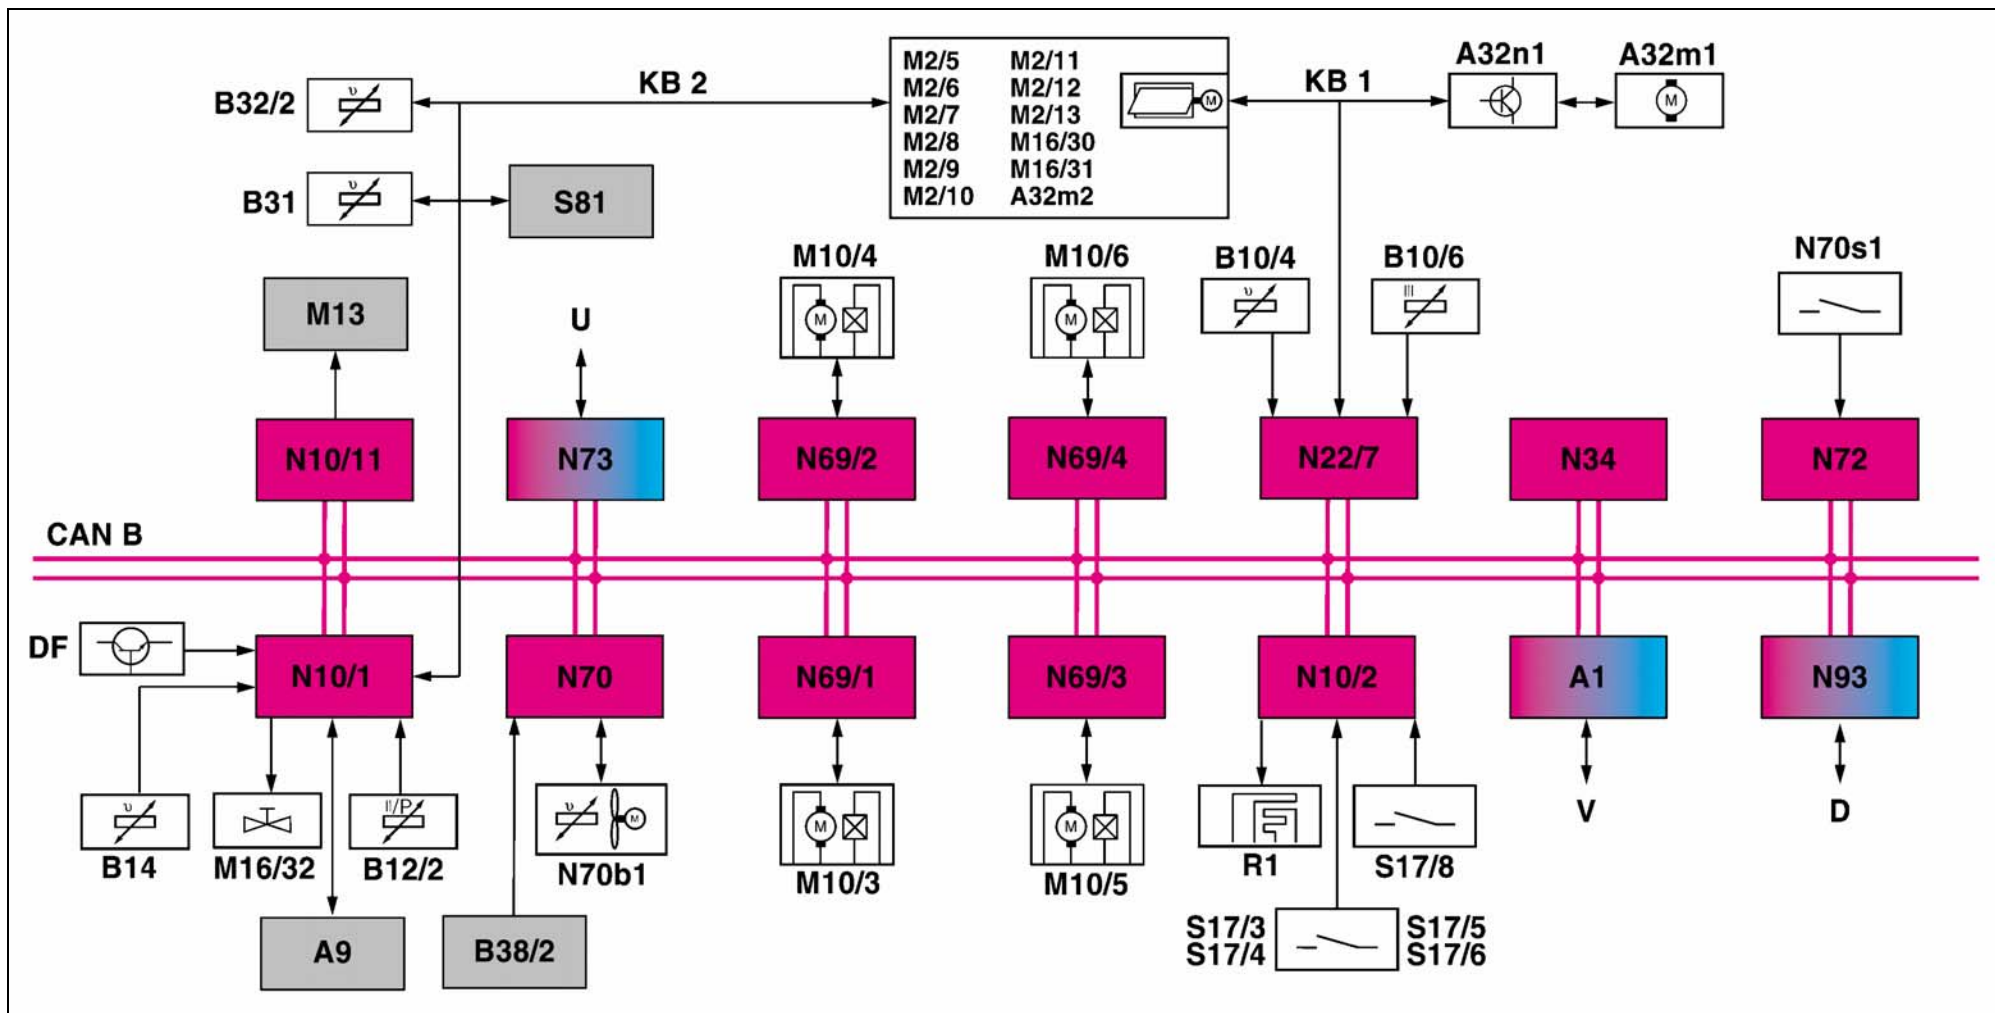 M2/5 M2/11
M2/6 M2/12
M2/7 M2/13
M2/8 M16/30
M2/9 M16/31
M2/10 A32m2
M
KB 2
KB 1
A32n1
A32m1
M
B32/2
υ
B31
υ
S81
M13
U
M10/4
M
M10/6
M
B10/4
υ
B10/6
III
N70s1
N10/11
N73
N69/2
N69/4
N22/7
N34
N72
CAN B
DF
N10/1
N70
N69/1
N69/3
N10/2
A1
N93
υ
B14
M16/32
II/P
B12/2
υ
M
N70b1
M
M10/3
M
M10/5
R1
S17/8
V
D
A9
B38/2
S17/3
S17/4
S17/5
S17/6